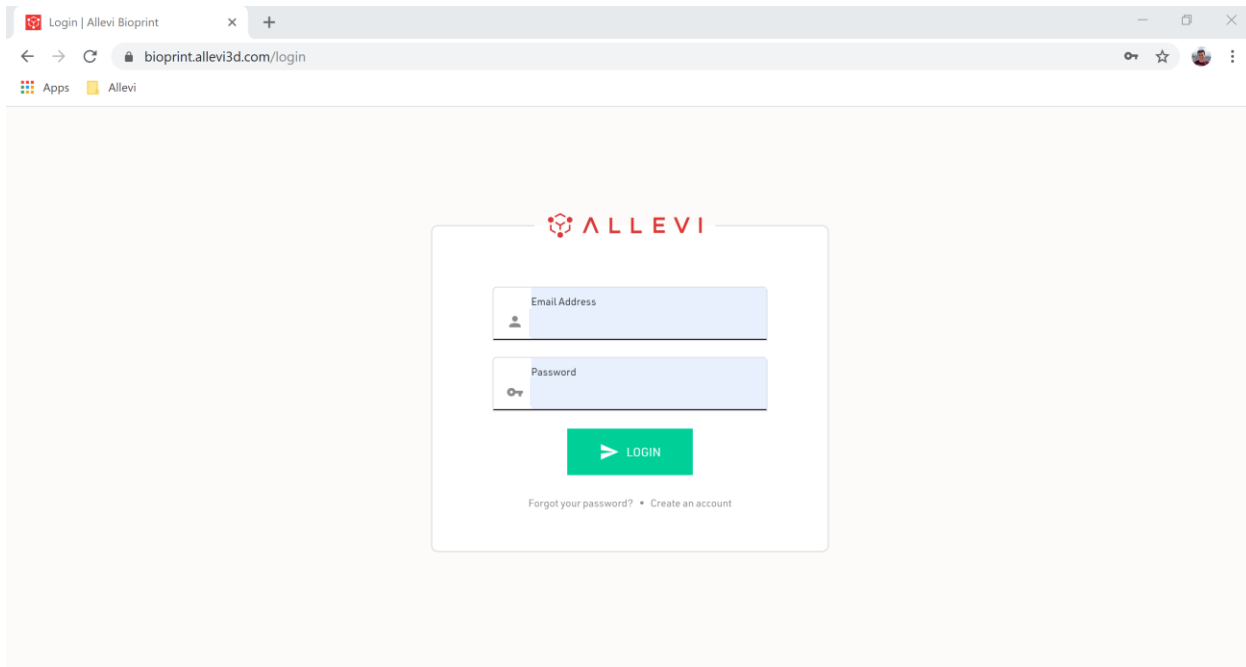 Login | Allevi Bioprint
bioprint.allevi3d.com/login
Apps Allevi
ALLEVI
Email Address
Password
LOGIN
Forgot your password? • Create an account